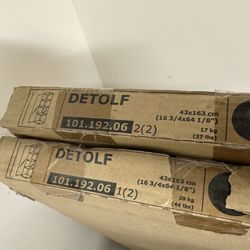 DETOLF
43x163 cm
(16 3/4x64 1/8")
101.192.06 2(2)
17 kg
(37 lbs)
DETOLF
43x163 cm
(16 3/4x64 1/8")
101.192.06 1(2)
20 kg
(44 lbs)